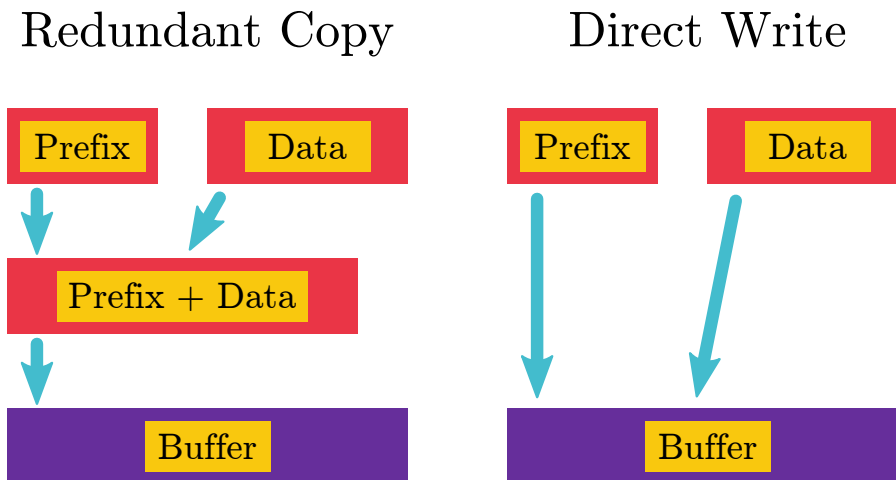 Redundant Copy
Direct Write
Prefix
Data
Prefix
Data
Prefix + Data
Buffer
Buffer